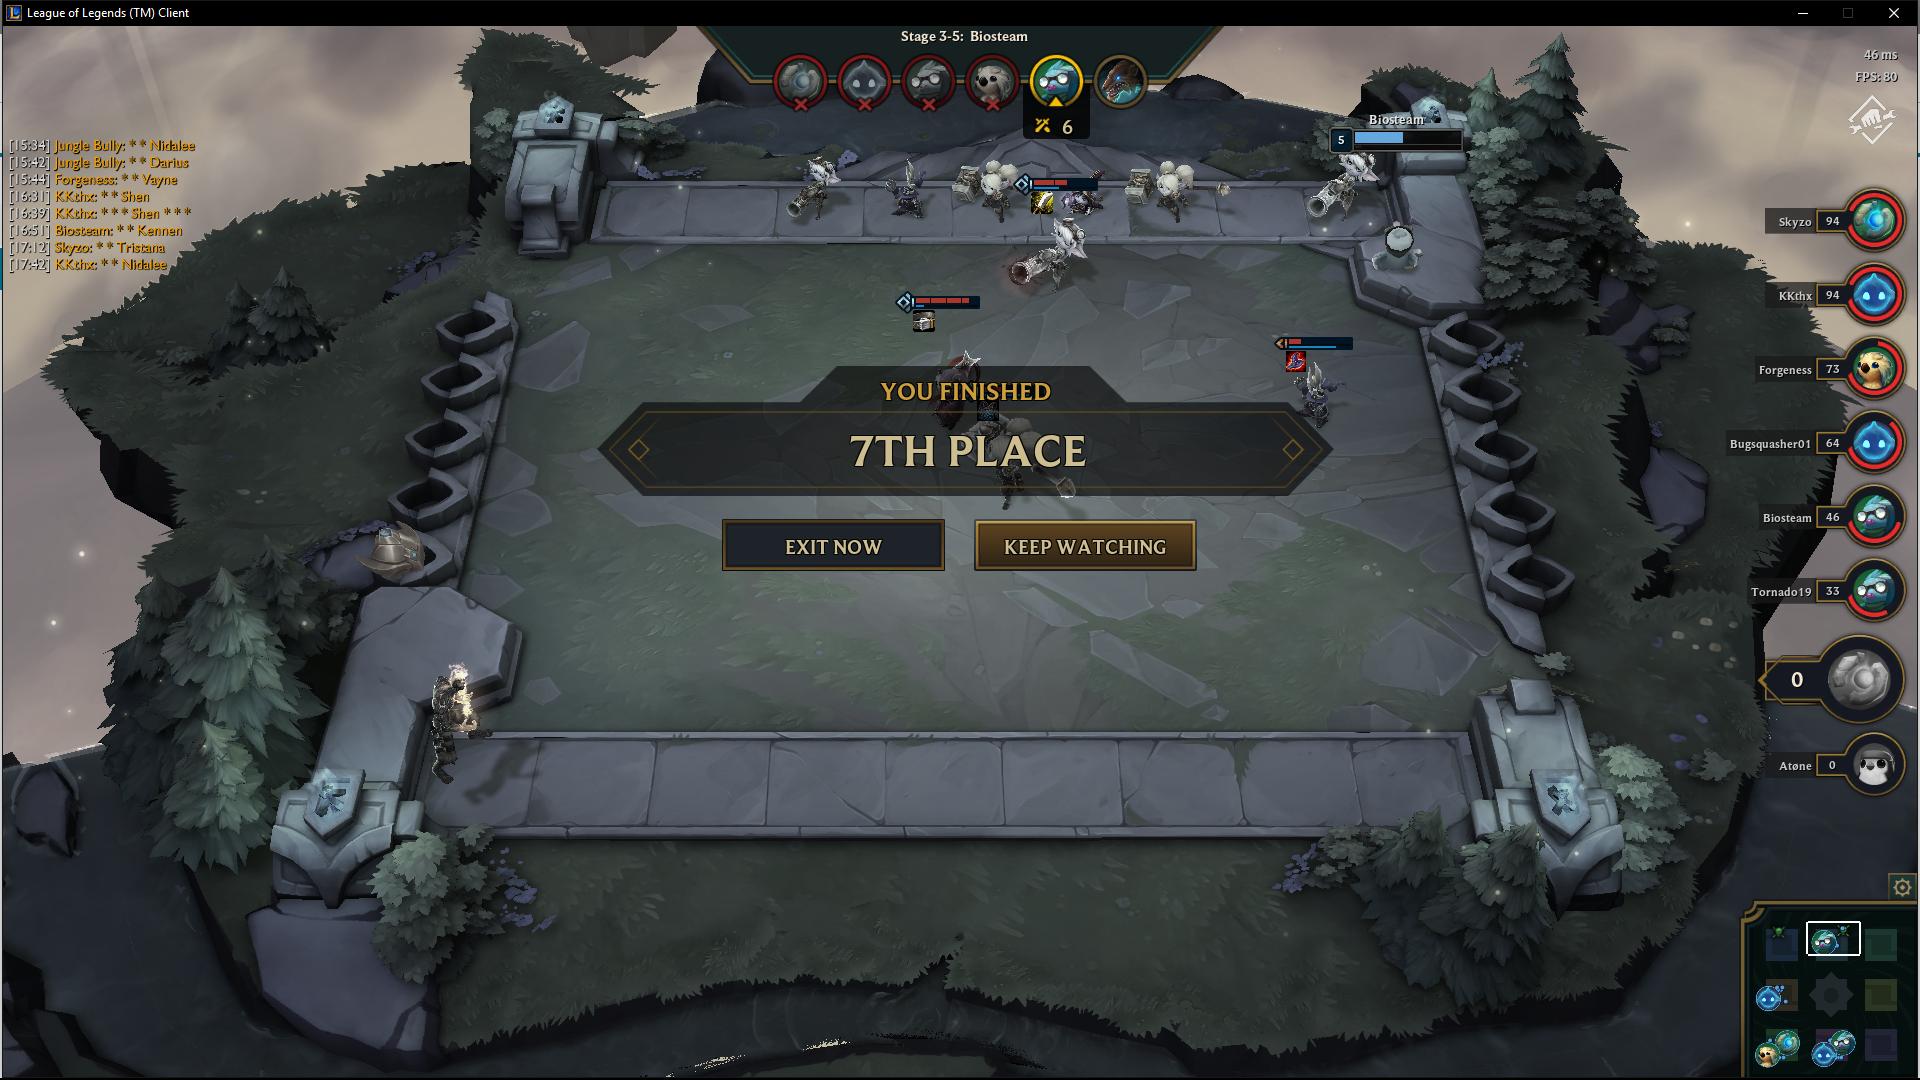 League of Legends (TM) Client
Stage 3-5: Biosteam
6
46 ms
FPS: 80
Biosteam
5
[15:34] Jungle Bully: * * Nidalee
[15:42] Jungle Bully: * * Darius
[15:44] Forgeness: * * Vayne
[16:31] KKthx: * * Shen
[16:39] KKthx: * * * Shen * * *
[16:51] Biosteam: * * Kennen
[17:12] Skyzo: * * Tristana
[17:42] KKthx: * * Nidalee
Skyzo 94
KKthx 94
Forgeness 73
Bugsquasher01 64
Biosteam 46
Tornado19 33
0
Atøne 0
YOU FINISHED
7TH PLACE
EXIT NOW
KEEP WATCHING